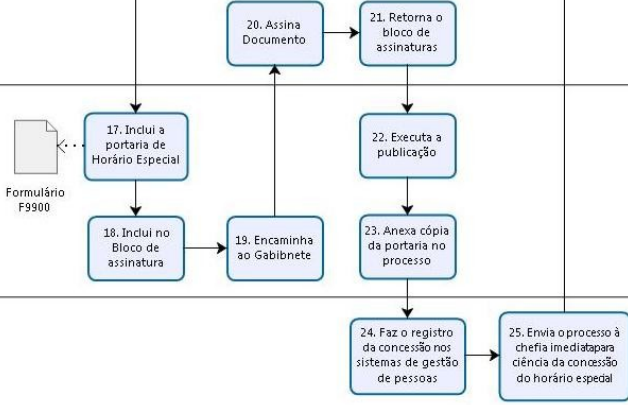 20. Assina
Documento
21. Retorna o
bloco de
assinaturas
17. Inclui a
portaria de
Horário Especial
Formulário
F9900
18. Inclui no
Bloco de
assinatura
19. Encaminha
ao Gabibnete
22. Executa a
publicação
23. Anexa cópia
da portaria no
processo
24. Faz o registro
da concessão nos
sistemas de gestão
de pessoas
25. Envia o processo à
chefia imediatapara
ciência da concessão
do horário especial